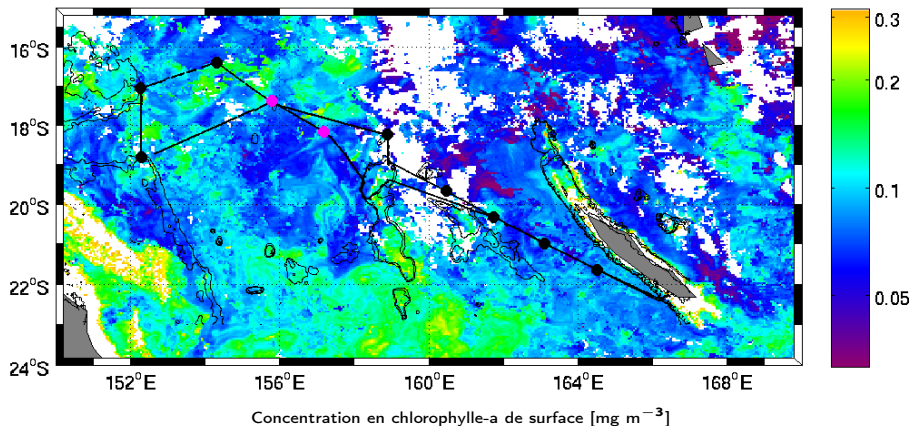 16°S
18°S
20°S
22°S
24°S
152°E 156°E 160°E 164°E 168°E
0.3
0.2
0.1
0.05
Concentration en chlorophylle-a de surface [mg m⁻³]